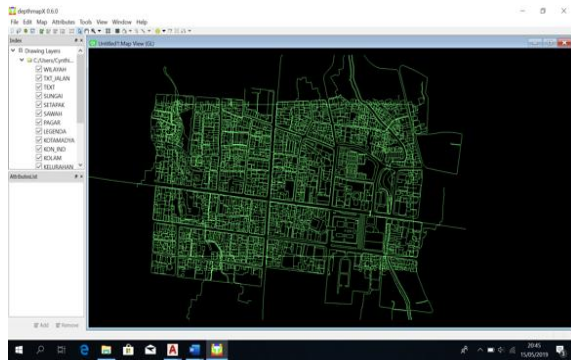 depthmapX 0.6.0
File Edit Map Attributes Tools View Window Help
Index
Untitled1:Map View (GL)
Drawing Layers
C:/Users/Cynthi...
WILAYAH
TXT_JALAN
TEXT
SUNGAI
SETAPAK
SAWAH
PAGAR
LEGENDA
KOTAMADYA
KON_IND
KOLAM
KELURAHAN
Attributes List
Add Remove
20:45
15/05/2019